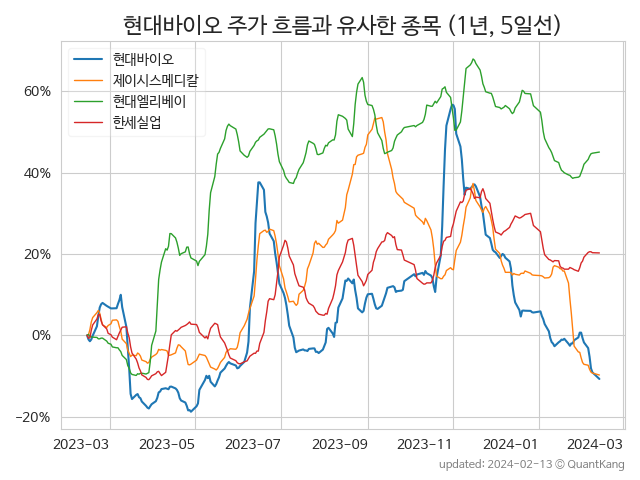 현대바이오 주가 흐름과 유사한 종목 (1년, 5일선)
현대바이오
제이시스메디칼
현대엘리베이
한세실업
60%
40%
20%
0%
−20%
2023-03 2023-05 2023-07 2023-09 2023-11 2024-01 2024-03
updated: 2024-02-13 © QuantKang